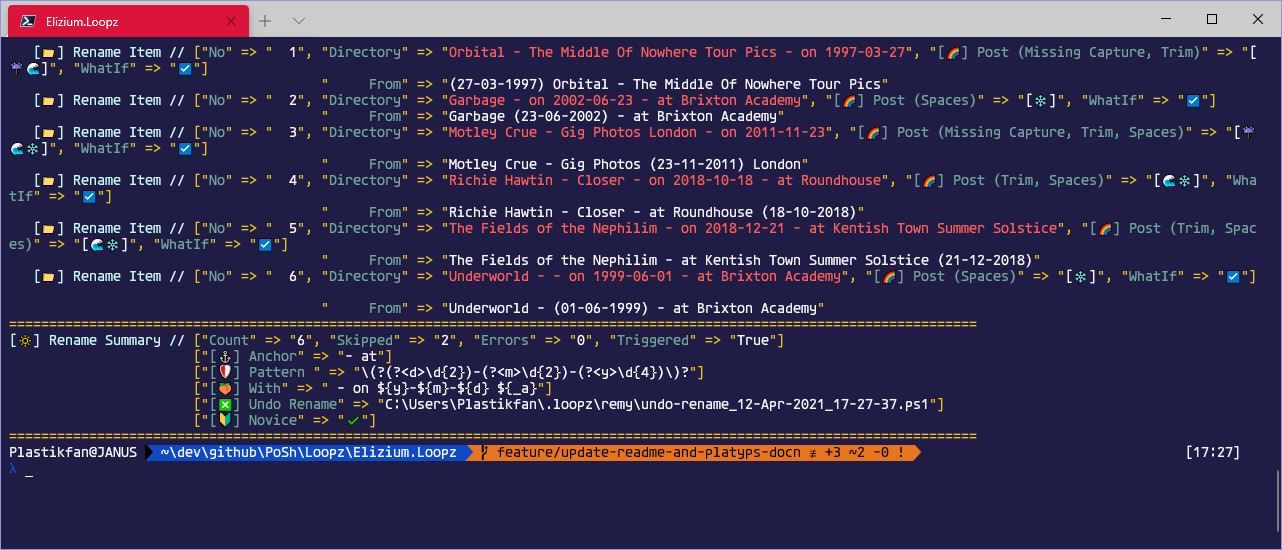 Elizium.Loopz
[📂] Rename Item // ["No" => "  1", "Directory" => "Orbital - The Middle Of Nowhere Tour Pics - on 1997-03-27", "[🌈] Post (Missing Capture, Trim)" => "[
☔🌊]", "WhatIf" => "☑️"]
"     From" => "(27-03-1997) Orbital - The Middle Of Nowhere Tour Pics"
[📂] Rename Item // ["No" => "  2", "Directory" => "Garbage - on 2002-06-23 - at Brixton Academy", "[🌈] Post (Spaces)" => "[❄️]", "WhatIf" => "☑️"]
"     From" => "Garbage (23-06-2002) - at Brixton Academy"
[📂] Rename Item // ["No" => "  3", "Directory" => "Motley Crue - Gig Photos London - on 2011-11-23", "[🌈] Post (Missing Capture, Trim, Spaces)" => "[☔
🌊❄️]", "WhatIf" => "☑️"]
"     From" => "Motley Crue - Gig Photos (23-11-2011) London"
[📂] Rename Item // ["No" => "  4", "Directory" => "Richie Hawtin - Closer - on 2018-10-18 - at Roundhouse", "[🌈] Post (Trim, Spaces)" => "[🌊❄️]", "Wha
tIf" => "☑️"]
"     From" => "Richie Hawtin - Closer - at Roundhouse (18-10-2018)"
[📂] Rename Item // ["No" => "  5", "Directory" => "The Fields of the Nephilim - on 2018-12-21 - at Kentish Town Summer Solstice", "[🌈] Post (Trim, Spac
es)" => "[🌊❄️]", "WhatIf" => "☑️"]
"     From" => "The Fields of the Nephilim - at Kentish Town Summer Solstice (21-12-2018)"
[📂] Rename Item // ["No" => "  6", "Directory" => "Underworld - - on 1999-06-01 - at Brixton Academy", "[🌈] Post (Spaces)" => "[❄️]", "WhatIf" => "☑️"]
"     From" => "Underworld - (01-06-1999) - at Brixton Academy"
[🔆] Rename Summary // ["Count" => "6", "Skipped" => "2", "Errors" => "0", "Triggered" => "True"]
["[⚓] Anchor" => "- at"]
["[🛡️] Pattern " => "\(?(?<d>\d{2})-(?<m>\d{2})-(?<y>\d{4})\)?"]
["[🍑] With" => " - on ${y}-${m}-${d} ${_a}"]
["[❎] Undo Rename" => "C:\Users\Plastikfan\.loopz\remy\undo-rename_12-Apr-2021_17-27-37.ps1"]
["[🔰] Novice" => "✔️"]
Plastikfan@JANUS ~\dev\github\PoSh\Loopz\Elizium.Loopz feature/update-readme-and-platyps-docn ≢ +3 ~2 -0 ! [17:27]
λ _